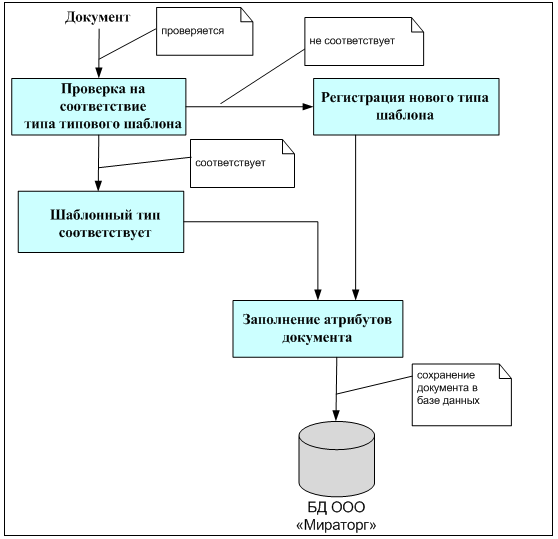 Документ
проверяется
не соответствует
Проверка на
соответствие
типа типового шаблона
Регистрация нового типа
шаблона
соответствует
Шаблонный тип
соответствует
Заполнение атрибутов
документа
сохранение
документа в
базе данных
БД ООО
«Мираторг»